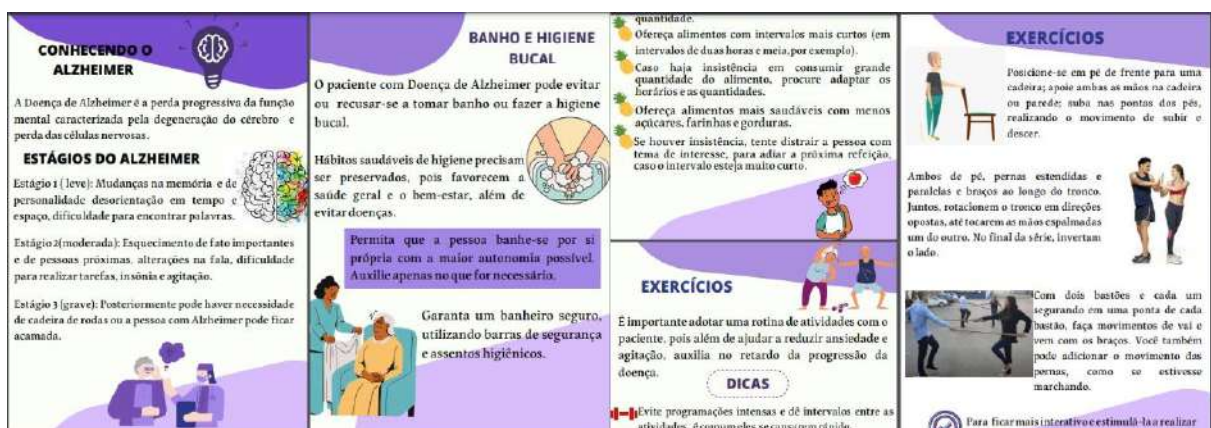 CONHECENDO O
ALZHEIMER
A Doença de Alzheimer é a perda progressiva da função
mental caracterizada pela degeneração do cérebro e
perda das células nervosas.
ESTÁGIOS DO ALZHEIMER
Estágio 1 ( leve): Mudanças na memória e de
personalidade desorientação em tempo e
espaço, dificuldade para encontrar palavras.
Estágio 2(moderada): Esquecimento de fato importantes
e de pessoas próximas, alterações na fala, dificuldade
para realizar tarefas, insônia e agitação.
Estágio 3 (grave): Posteriormente pode haver necessidade
de cadeira de rodas ou a pessoa com Alzheimer pode ficar
acamada.
BANHO E HIGIENE
BUCAL
O paciente com Doença de Alzheimer pode evitar
ou recusar-se a tomar banho ou fazer a higiene
bucal.
Hábitos saudáveis de higiene precisam
ser preservados, pois favorecem a
saúde geral e o bem-estar, além de
evitar doenças.
Permita que a pessoa banhe-se por si
própria com a maior autonomia possível.
Auxilie apenas no que for necessário.
Garanta um banheiro seguro,
utilizando barras de segurança
e assentos higiênicos.
quantidade.
Ofereça alimentos com intervalos mais curtos (em
intervalos de duas horas e meia, por exemplo).
Caso haja insistência em consumir grande
quantidade do alimento, procure adaptar os
horários e as quantidades.
Ofereça alimentos mais saudáveis com menos
açúcares, farinhas e gorduras.
Se houver insistência, tente distrair a pessoa com
tema de interesse, para adiar a próxima refeição,
caso o intervalo esteja muito curto.
EXERCÍCIOS
É importante adotar uma rotina de atividades com o
paciente, pois além de ajudar a reduzir ansiedade e
agitação, auxilia no retardo da progressão da
doença.
DICAS
Evite programações intensas e dê intervalos entre as
atividades, é comum eles se cansarem rápido.
EXERCÍCIOS
Posicione-se em pé de frente para uma
cadeira; apoie ambas as mãos na cadeira
ou parede; suba nas pontas dos pés,
realizando o movimento de subir e
descer.
Ambos de pé, pernas estendidas e
paralelas e braços ao longo do tronco.
Juntos, rotacionem o tronco em direções
opostas, até tocarem as mãos espalmadas
um do outro. No final da série, invertam
o lado.
Com dois bastões e cada um
segurando em uma ponta de cada
bastão, faça movimentos de vai e
vem com os braços. Você também
pode adicionar o movimento das
pernas, como se estivesse
marchando.
Para ficar mais interativo e estimulá-la a realizar